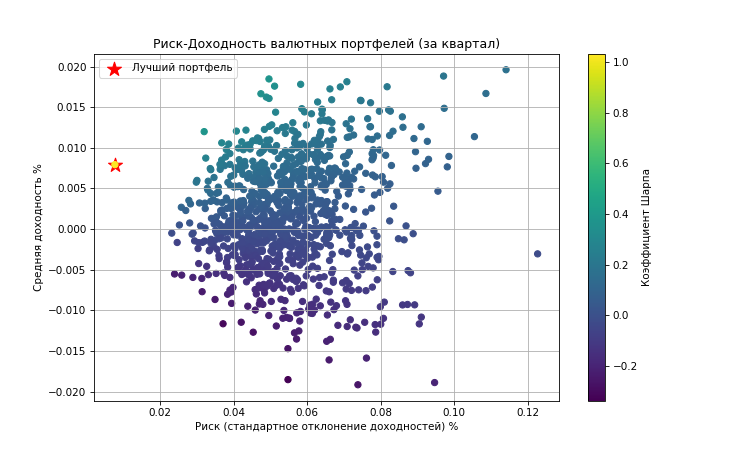 Риск-Доходность валютных портфелей (за квартал)
Лучший портфель
Средняя доходность %
0.020
0.015
0.010
0.005
0.000
−0.005
−0.010
−0.015
−0.020
0.02 0.04 0.06 0.08 0.10 0.12
Риск (стандартное отклонение доходностей) %
1.0
0.8
0.6
0.4
0.2
0.0
−0.2
Коэффициент Шарпа